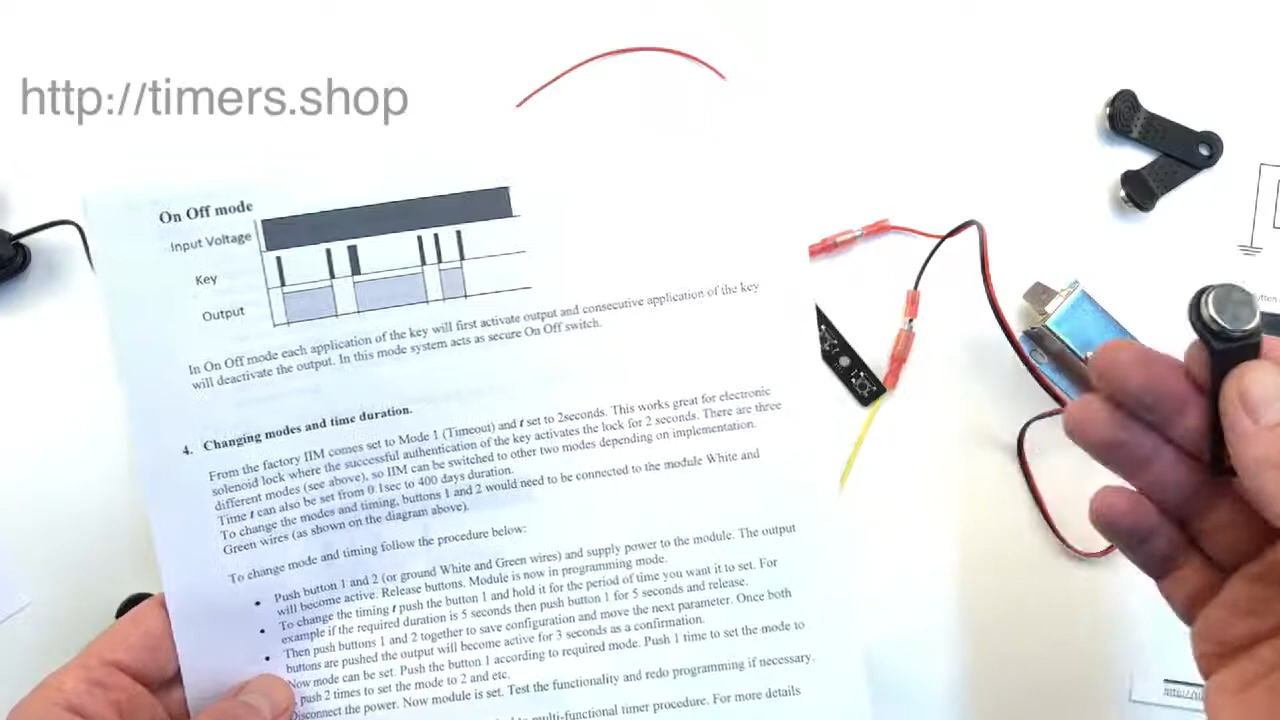 http://timers.shop
On Off mode
Input Voltage
Key
Output
In On Off mode each application of the key will first activate output and consecutive application of the key
will deactivate the output. In this mode system acts as secure On Off switch.
4. Changing modes and time duration.
From the factory IIM comes set to Mode 1 (Timeout) and t set to 2seconds. This works great for electronic
solenoid lock where the successful authentication of the key activates the lock for 2 seconds. There are three
different modes (see above), so IIM can be switched to other two modes depending on implementation.
Time t can also be set from 0.1sec to 400 days duration.
To change the modes and timing, buttons 1 and 2 would need to be connected to the module White and
Green wires (as shown on the diagram above).
To change mode and timing follow the procedure below:
• Push button 1 and 2 (or ground White and Green wires) and supply power to the module. The output
will become active. Release buttons. Module is now in programming mode.
• To change the timing t push the button 1 and hold it for the period of time you want it to set. For
example if the required duration is 5 seconds then push button 1 for 5 seconds and release.
• Then push buttons 1 and 2 together to save configuration and move the next parameter. Once both
buttons are pushed the output will become active for 3 seconds as a confirmation.
Now mode can be set. Push the button 1 according to required mode. Push 1 time to set the mode to
push 2 times to set the mode to 2 and etc.
Disconnect the power. Now module is set. Test the functionality and redo programming if necessary.
multi-functional timer procedure. For more details